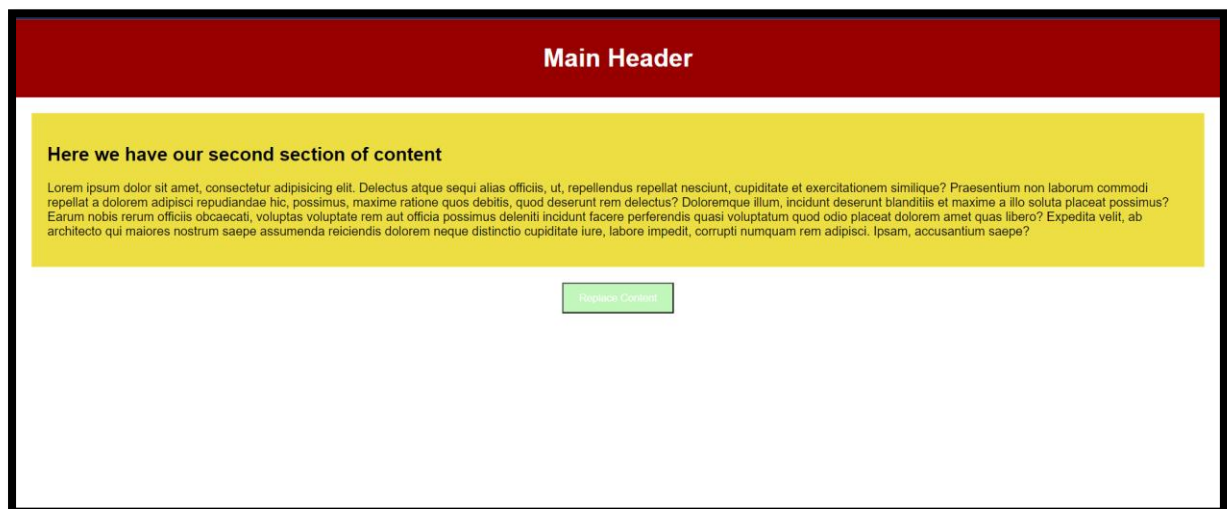 Main Header
Here we have our second section of content
Lorem ipsum dolor sit amet, consectetur adipisicing elit. Delectus atque sequi alias officiis, ut, repellendus repellat nesciunt, cupiditate et exercitationem similique? Praesentium non laborum commodi
repellat a dolorem adipisci repudiandae hic, possimus, maxime ratione quos debitis, quod deserunt rem delectus? Doloremque illum, incidunt deserunt blanditiis et maxime a illo soluta placeat possimus?
Earum nobis rerum officiis obcaecati, voluptas voluptate rem aut officia possimus deleniti incidunt facere perferendis quasi voluptatum quod odio placeat dolorem amet quas libero? Expedita velit, ab
architecto qui maiores nostrum saepe assumenda reiciendis dolorem neque distinctio cupiditate iure, labore impedit, corrupti numquam rem adipisci. Ipsam, accusantium saepe?
Replace Content